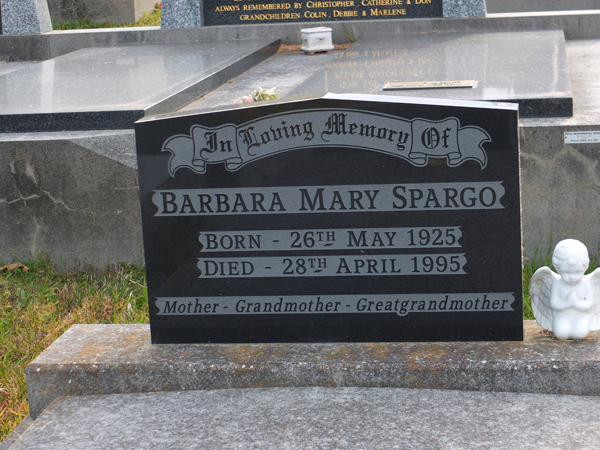 ALWAYS REMEMBERED BY CHRISTOPHER, CATHERINE & DON
GRANDCHILDREN COLIN, DEBBIE & MARLENE
In Loving Memory Of
BARBARA MARY SPARGO
BORN - 26TH MAY 1925
DIED - 28TH APRIL 1995
Mother - Grandmother - Greatgrandmother